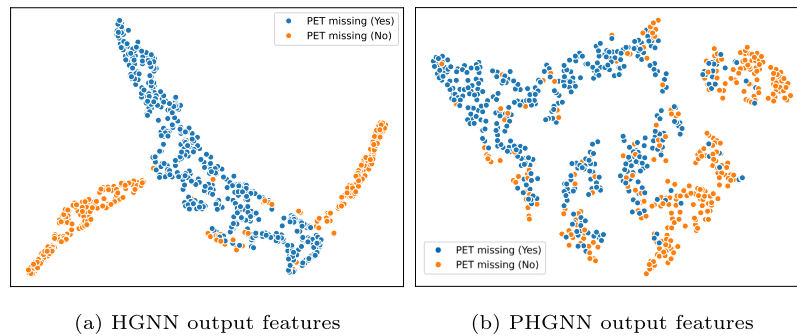 PET missing (Yes)
PET missing (No)
PET missing (Yes)
PET missing (No)
(a) HGNN output features
(b) PHGNN output features